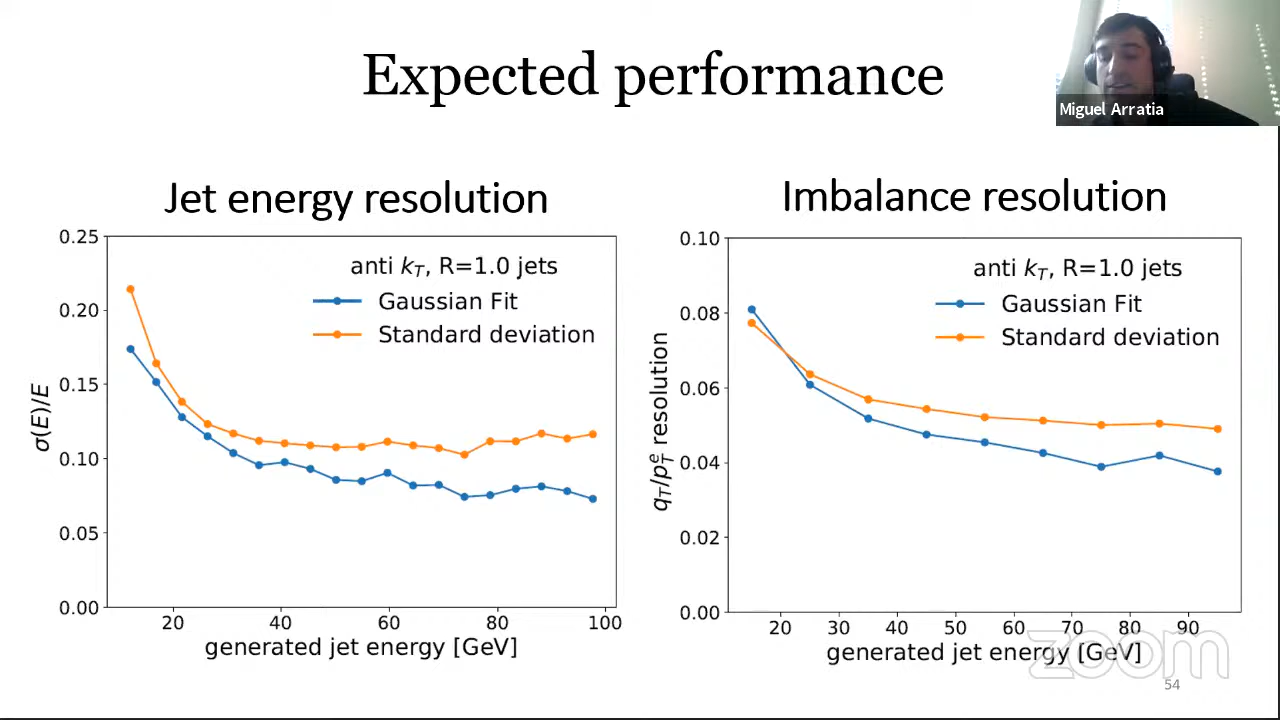 Expected performance
Miguel Arratia
Jet energy resolution
0.25
0.20
0.15
0.10
0.05
0.00
σ(E)/E
anti kT, R=1.0 jets
Gaussian Fit
Standard deviation
20 40 60 80 100
generated jet energy [GeV]
Imbalance resolution
0.10
0.08
0.06
0.04
0.02
0.00
qT/pTe resolution
anti kT, R=1.0 jets
Gaussian Fit
Standard deviation
20 30 40 50 60 70 80 90
generated jet energy [GeV]
zoom
54